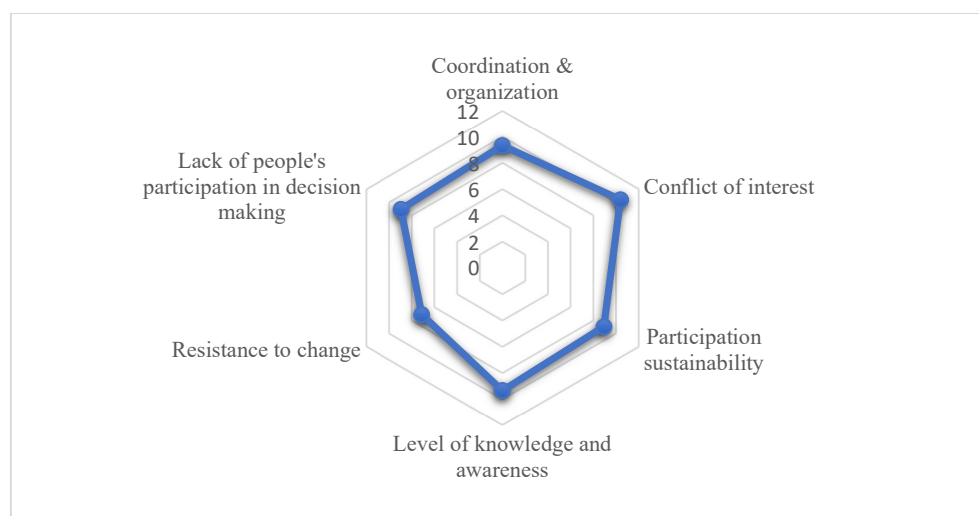 Coordination &
organization
12
10
8
6
4
2
0
Conflict of interest
Participation
sustainability
Level of knowledge and
awareness
Resistance to change
Lack of people's
participation in decision
making